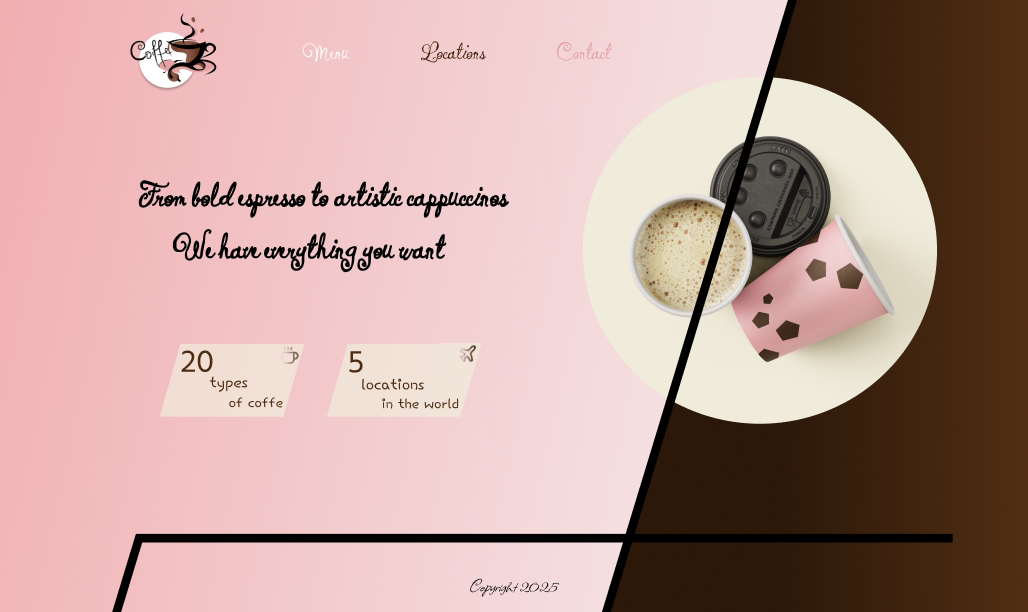 Coffe
Menu
Locations
Contact
From bold espresso to artistic cappuccinos
We have everything you want
20
types
of coffe
5
locations
in the world
Copyright 2025